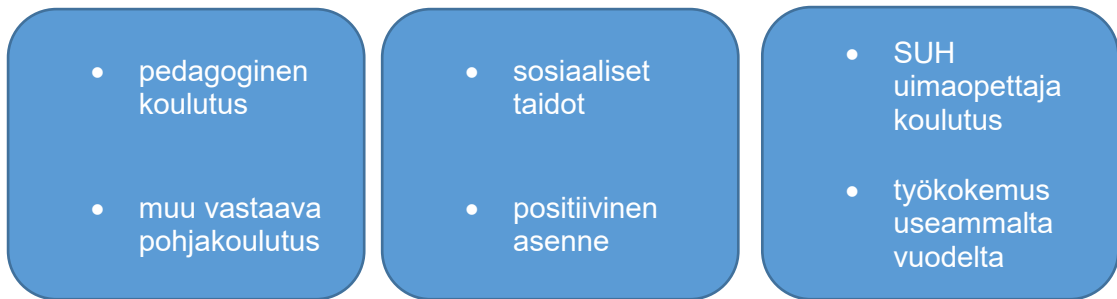 • pedagoginen
koulutus
• muu vastaava
pohjakoulutus
• sosiaaliset
taidot
• positiivinen
asenne
• SUH
uimaopettaja
koulutus
• työkokemus
useammalta
vuodelta